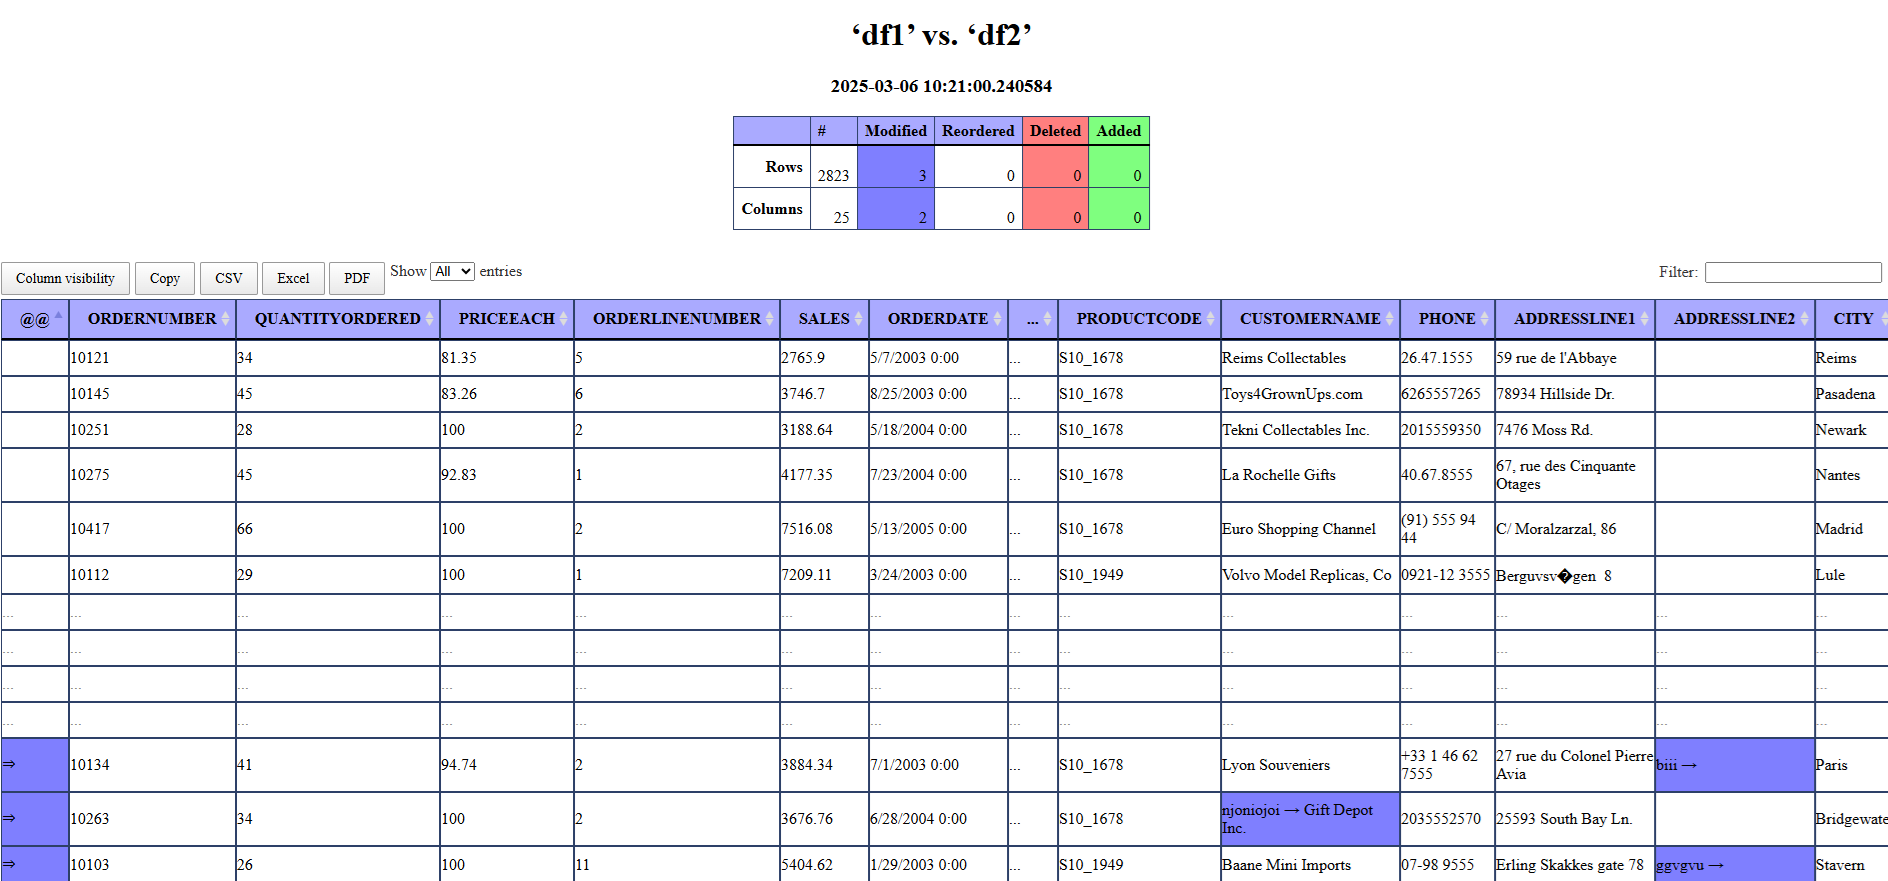 ‘df1’ vs. ‘df2’
2025-03-06 10:21:00.240584
# Modified Reordered Deleted Added
Rows 2823 3 0 0 0
Columns 25 2 0 0 0
Column visibility Copy CSV Excel PDF Show All entries Filter:
@@ ORDERNUMBER QUANTITYORDERED PRICEEACH ORDERLINENUMBER SALES ORDERDATE ... PRODUCTCODE CUSTOMERNAME PHONE ADDRESSLINE1 ADDRESSLINE2 CITY
10121 34 81.35 5 2765.9 5/7/2003 0:00 ... S10_1678 Reims Collectables 26.47.1555 59 rue de l'Abbaye Reims
10145 45 83.26 6 3746.7 8/25/2003 0:00 ... S10_1678 Toys4GrownUps.com 6265557265 78934 Hillside Dr. Pasadena
10251 28 100 2 3188.64 5/18/2004 0:00 ... S10_1678 Tekni Collectables Inc. 2015559350 7476 Moss Rd. Newark
10275 45 92.83 1 4177.35 7/23/2004 0:00 ... S10_1678 La Rochelle Gifts 40.67.8555 67, rue des Cinquante Otages Nantes
10417 66 100 2 7516.08 5/13/2005 0:00 ... S10_1678 Euro Shopping Channel (91) 555 94 44 C/ Moralzarzal, 86 Madrid
10112 29 100 1 7209.11 3/24/2003 0:00 ... S10_1949 Volvo Model Replicas, Co 0921-12 3555 Berguvsv�gen  8 Lule
... ... ... ... ... ... ... ... ... ... ... ... ... ...
... ... ... ... ... ... ... ... ... ... ... ... ... ...
... ... ... ... ... ... ... ... ... ... ... ... ... ...
... ... ... ... ... ... ... ... ... ... ... ... ... ...
⇒ 10134 41 94.74 2 3884.34 7/1/2003 0:00 ... S10_1678 Lyon Souveniers +33 1 46 62 7555 27 rue du Colonel Pierre Avia biii → Paris
⇒ 10263 34 100 2 3676.76 6/28/2004 0:00 ... S10_1678 njoniojoi → Gift Depot Inc. 2035552570 25593 South Bay Ln. Bridgewate
⇒ 10103 26 100 11 5404.62 1/29/2003 0:00 ... S10_1949 Baane Mini Imports 07-98 9555 Erling Skakkes gate 78 ggvgvu → Stavern